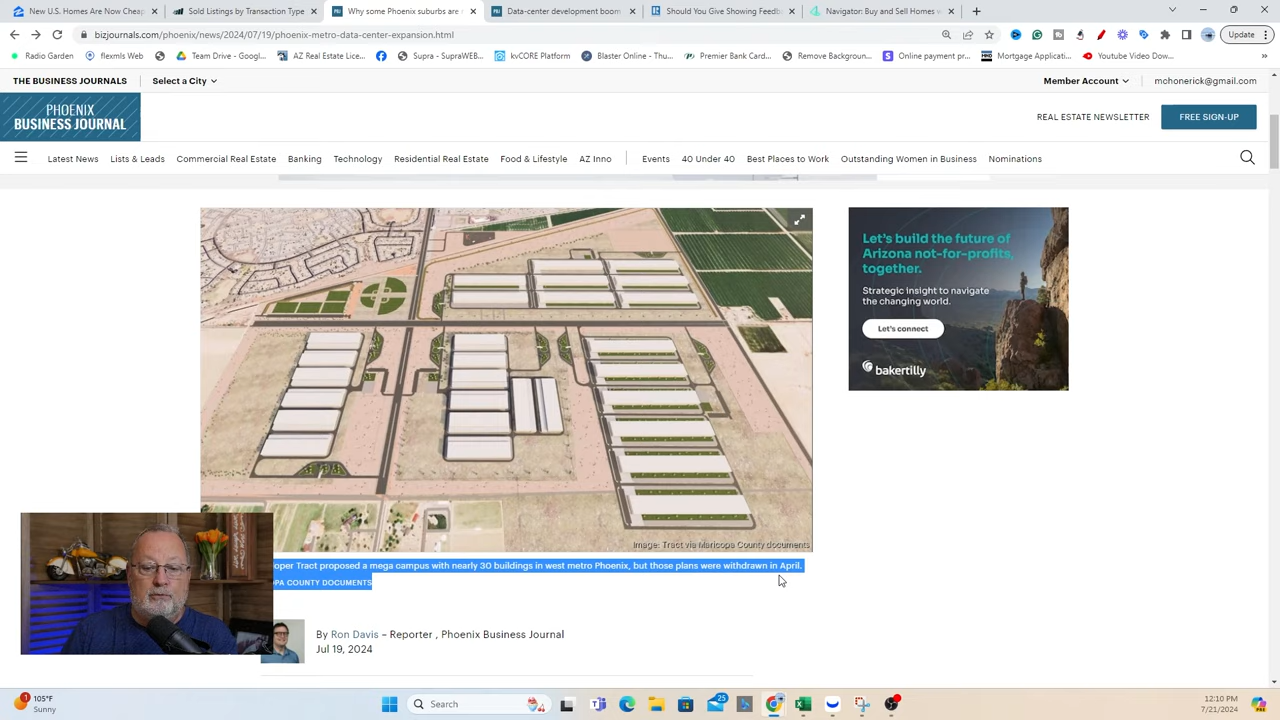 New U.S. Homes Are Now Cheap
Sold Listings by Transaction Type
Why some Phoenix suburbs are
Data-center development boom
Should You Give Showing Feedb
Navigator: Buy and Sell Homes w
bizjournals.com/phoenix/news/2024/07/19/phoenix-metro-data-center-expansion.html
Update
Radio Garden
flexmls Web
Team Drive - Googl...
AZ Real Estate Lice...
Supra - SupraWEB...
kvCORE Platform
Blaster Online - Thu...
Premier Bank Card...
Remove Backgroun...
Online payment pr...
Mortgage Applicati...
Youtube Video Dow...
THE BUSINESS JOURNALS
Select a City
Member Account
mchonerick@gmail.com
PHOENIX
BUSINESS JOURNAL
REAL ESTATE NEWSLETTER
FREE SIGN-UP
Latest News
Lists & Leads
Commercial Real Estate
Banking
Technology
Residential Real Estate
Food & Lifestyle
AZ Inno
Events
40 Under 40
Best Places to Work
Outstanding Women in Business
Nominations
Let's build the future of
Arizona not-for-profits,
together.
Strategic insight to navigate
the changing world.
Let's connect
bakertilly
Image: Tract via Maricopa County documents
oper Tract proposed a mega campus with nearly 30 buildings in west metro Phoenix, but those plans were withdrawn in April.
OPA COUNTY DOCUMENTS
By Ron Davis – Reporter , Phoenix Business Journal
Jul 19, 2024
105°F
Sunny
Search
25
12:10 PM
7/21/2024